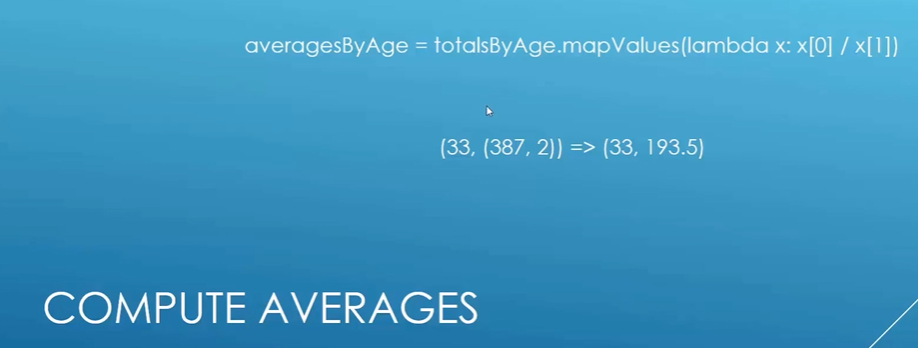 averagesByAge = totalsByAge.mapValues(lambda x: x[0] / x[1])
(33, (387, 2)) => (33, 193.5)
COMPUTE AVERAGES